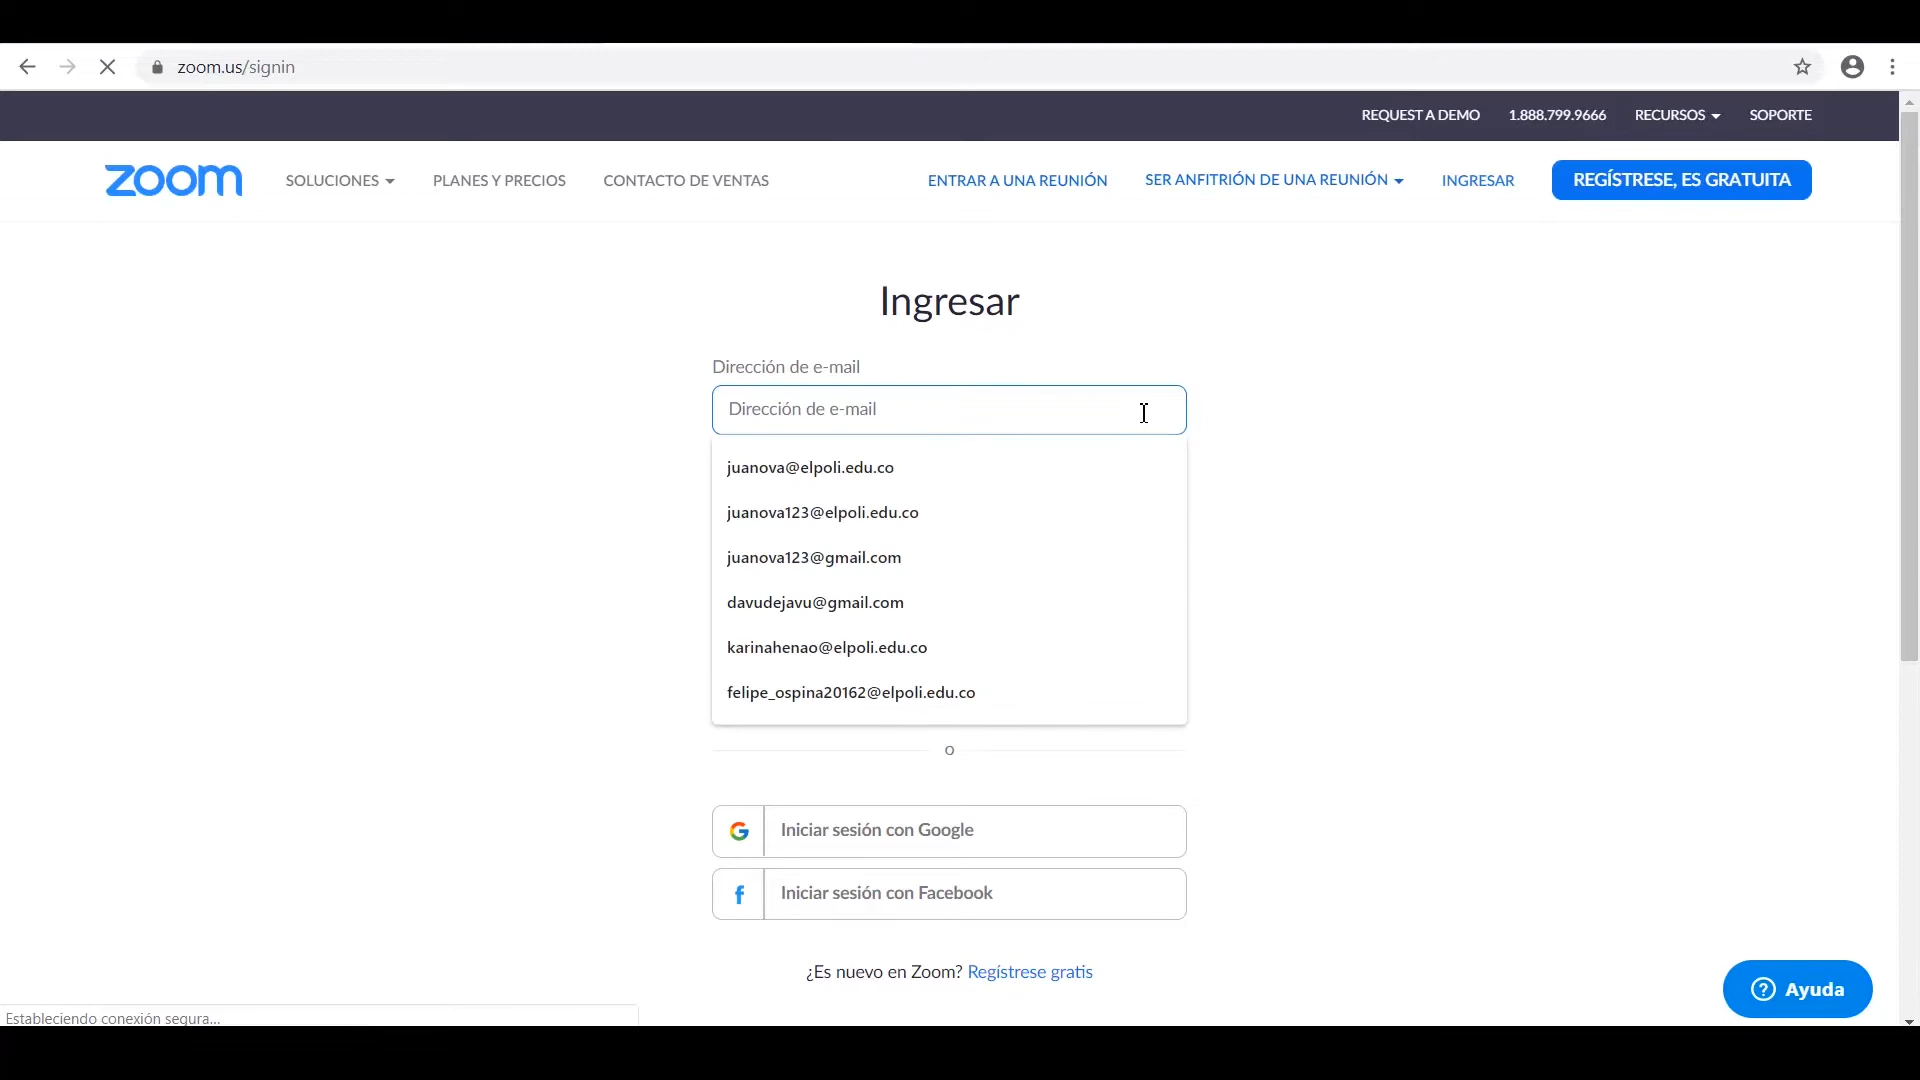 zoom.us/signin
REQUEST A DEMO 1.888.799.9666 RECURSOS SOPORTE
zoom SOLUCIONES PLANES Y PRECIOS CONTACTO DE VENTAS ENTRAR A UNA REUNIÓN SER ANFITRIÓN DE UNA REUNIÓN INGRESAR REGÍSTRESE, ES GRATUITA
Ingresar
Dirección de e-mail
Dirección de e-mail
juanova@elpoli.edu.co
juanova123@elpoli.edu.co
juanova123@gmail.com
davudejavu@gmail.com
karinahenao@elpoli.edu.co
felipe_ospina20162@elpoli.edu.co
o
Iniciar sesión con Google
Iniciar sesión con Facebook
¿Es nuevo en Zoom? Regístrese gratis
Ayuda
Estableciendo conexión segura...